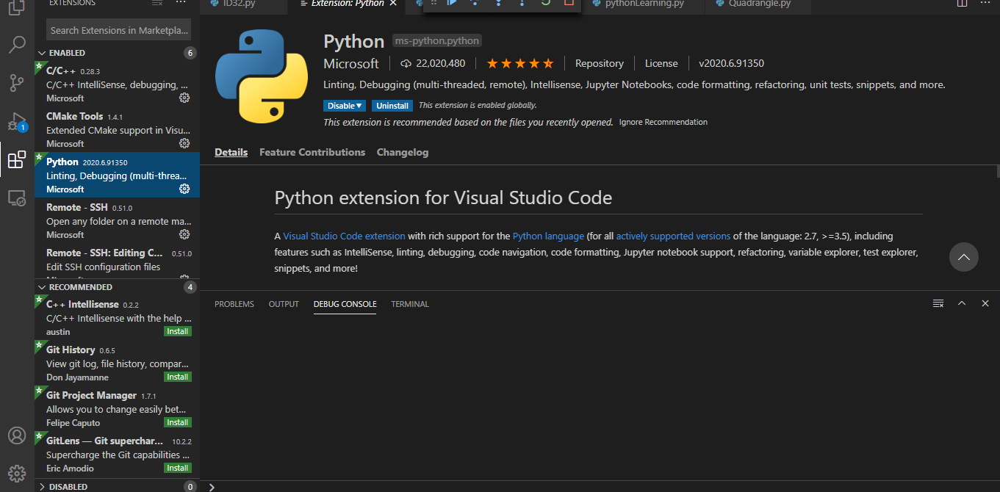 EXTENSIONS
Search Extensions in Marketpla...
ENABLED
6
C/C++ 0.28.3
C/C++ IntelliSense, debugging, ...
Microsoft
CMake Tools 1.4.1
Extended CMake support in Visu...
Microsoft
Python 2020.6.91350
Linting, Debugging (multi-threa...
Microsoft
Remote - SSH 0.51.0
Open any folder on a remote ma...
Microsoft
Remote - SSH: Editing C... 0.51.0
Edit SSH configuration files
Microsoft
RECOMMENDED
4
C++ Intellisense 0.2.2
C/C++ Intellisense with the help ...
austin
Install
Git History 0.6.5
View git log, file history, compar...
Don Jayamanne
Install
Git Project Manager 1.7.1
Allows you to change easily bet...
Felipe Caputo
Install
GitLens — Git superchar... 10.2.2
Supercharge the Git capabilities ...
Eric Amodio
Install
DISABLED
0
1
ID32.py
Extension: Python
pythonLearning.py
Quadrangle.py
Python ms-python.python
Microsoft 22,020,480 Repository License v2020.6.91350
Linting, Debugging (multi-threaded, remote), Intellisense, Jupyter Notebooks, code formatting, refactoring, unit tests, snippets, and more.
Disable Uninstall This extension is enabled globally.
This extension is recommended based on the files you recently opened. Ignore Recommendation
Details Feature Contributions Changelog
Python extension for Visual Studio Code
A Visual Studio Code extension with rich support for the Python language (for all actively supported versions of the language: 2.7, >=3.5), including
features such as IntelliSense, linting, debugging, code navigation, code formatting, Jupyter notebook support, refactoring, variable explorer, test explorer,
snippets, and more!
PROBLEMS OUTPUT DEBUG CONSOLE TERMINAL